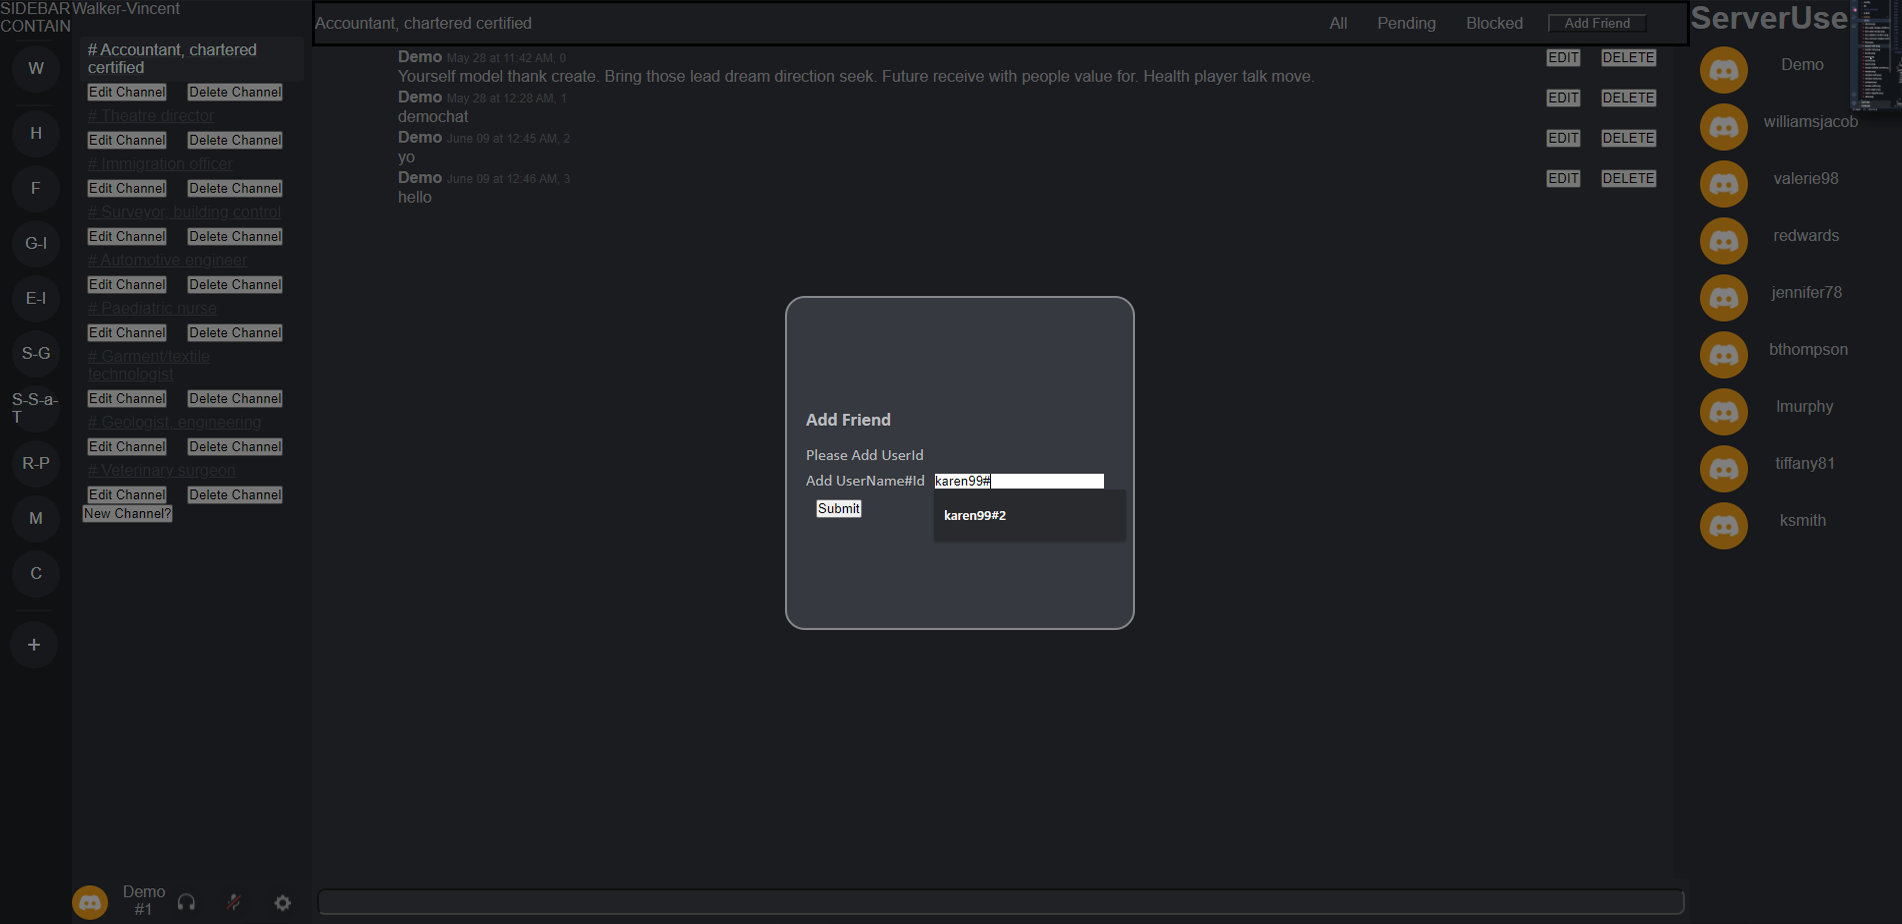 SIDEBAR
CONTAIN
W
H
F
G-I
E-I
S-G
S-S-a-
T
R-P
M
C
+
Walker-Vincent
# Accountant, chartered
certified
Edit Channel Delete Channel
# Theatre director
Edit Channel Delete Channel
# Immigration officer
Edit Channel Delete Channel
# Surveyor, building control
Edit Channel Delete Channel
# Automotive engineer
Edit Channel Delete Channel
# Paediatric nurse
Edit Channel Delete Channel
# Garment/textile
technologist
Edit Channel Delete Channel
# Geologist, engineering
Edit Channel Delete Channel
# Veterinary surgeon
Edit Channel Delete Channel
New Channel?
Demo
#1
Accountant, chartered certified All Pending Blocked Add Friend
Demo May 28 at 11:42 AM, 0 EDIT DELETE
Yourself model thank create. Bring those lead dream direction seek. Future receive with people value for. Health player talk move.
Demo May 28 at 12:28 AM, 1 EDIT DELETE
demochat
Demo June 09 at 12:45 AM, 2 EDIT DELETE
yo
Demo June 09 at 12:46 AM, 3 EDIT DELETE
hello
Add Friend
Please Add UserId
Add UserName#Id karen99#
karen99#2
Submit
ServerUse
Demo
williamsjacob
valerie98
redwards
jennifer78
bthompson
lmurphy
tiffany81
ksmith